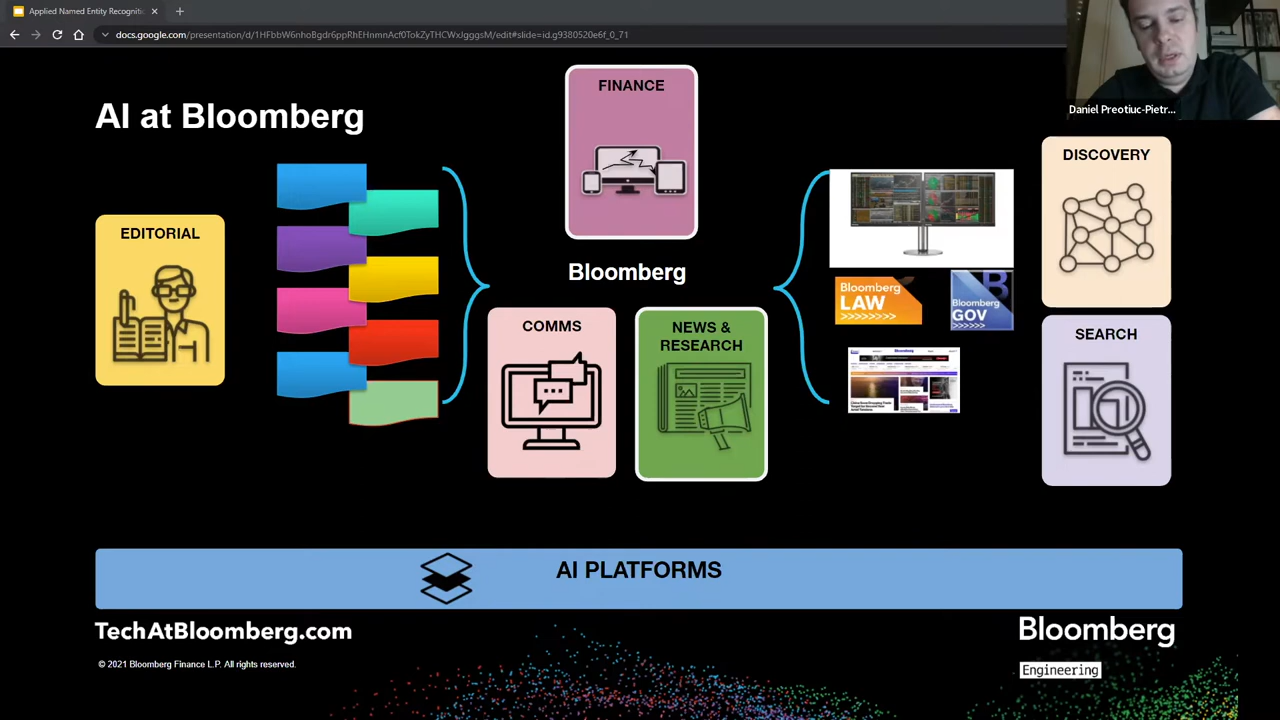 Applied Named Entity Recogniti
docs.google.com/presentation/d/1HFbbW6nhoBgdr6ppRhEHnmnAcf0TokZyTHCWxJgggsM/edit#slide=id.g9380520e6f_0_71
Daniel Preotiuc-Pietr...
AI at Bloomberg
FINANCE
DISCOVERY
EDITORIAL
Bloomberg
Bloomberg
LAW
>>>>>>>>
B
Bloomberg
GOV
>>>>>>
COMMS
NEWS &
RESEARCH
SEARCH
Bloomberg
AI PLATFORMS
TechAtBloomberg.com
Bloomberg
© 2021 Bloomberg Finance L.P. All rights reserved.
Engineering